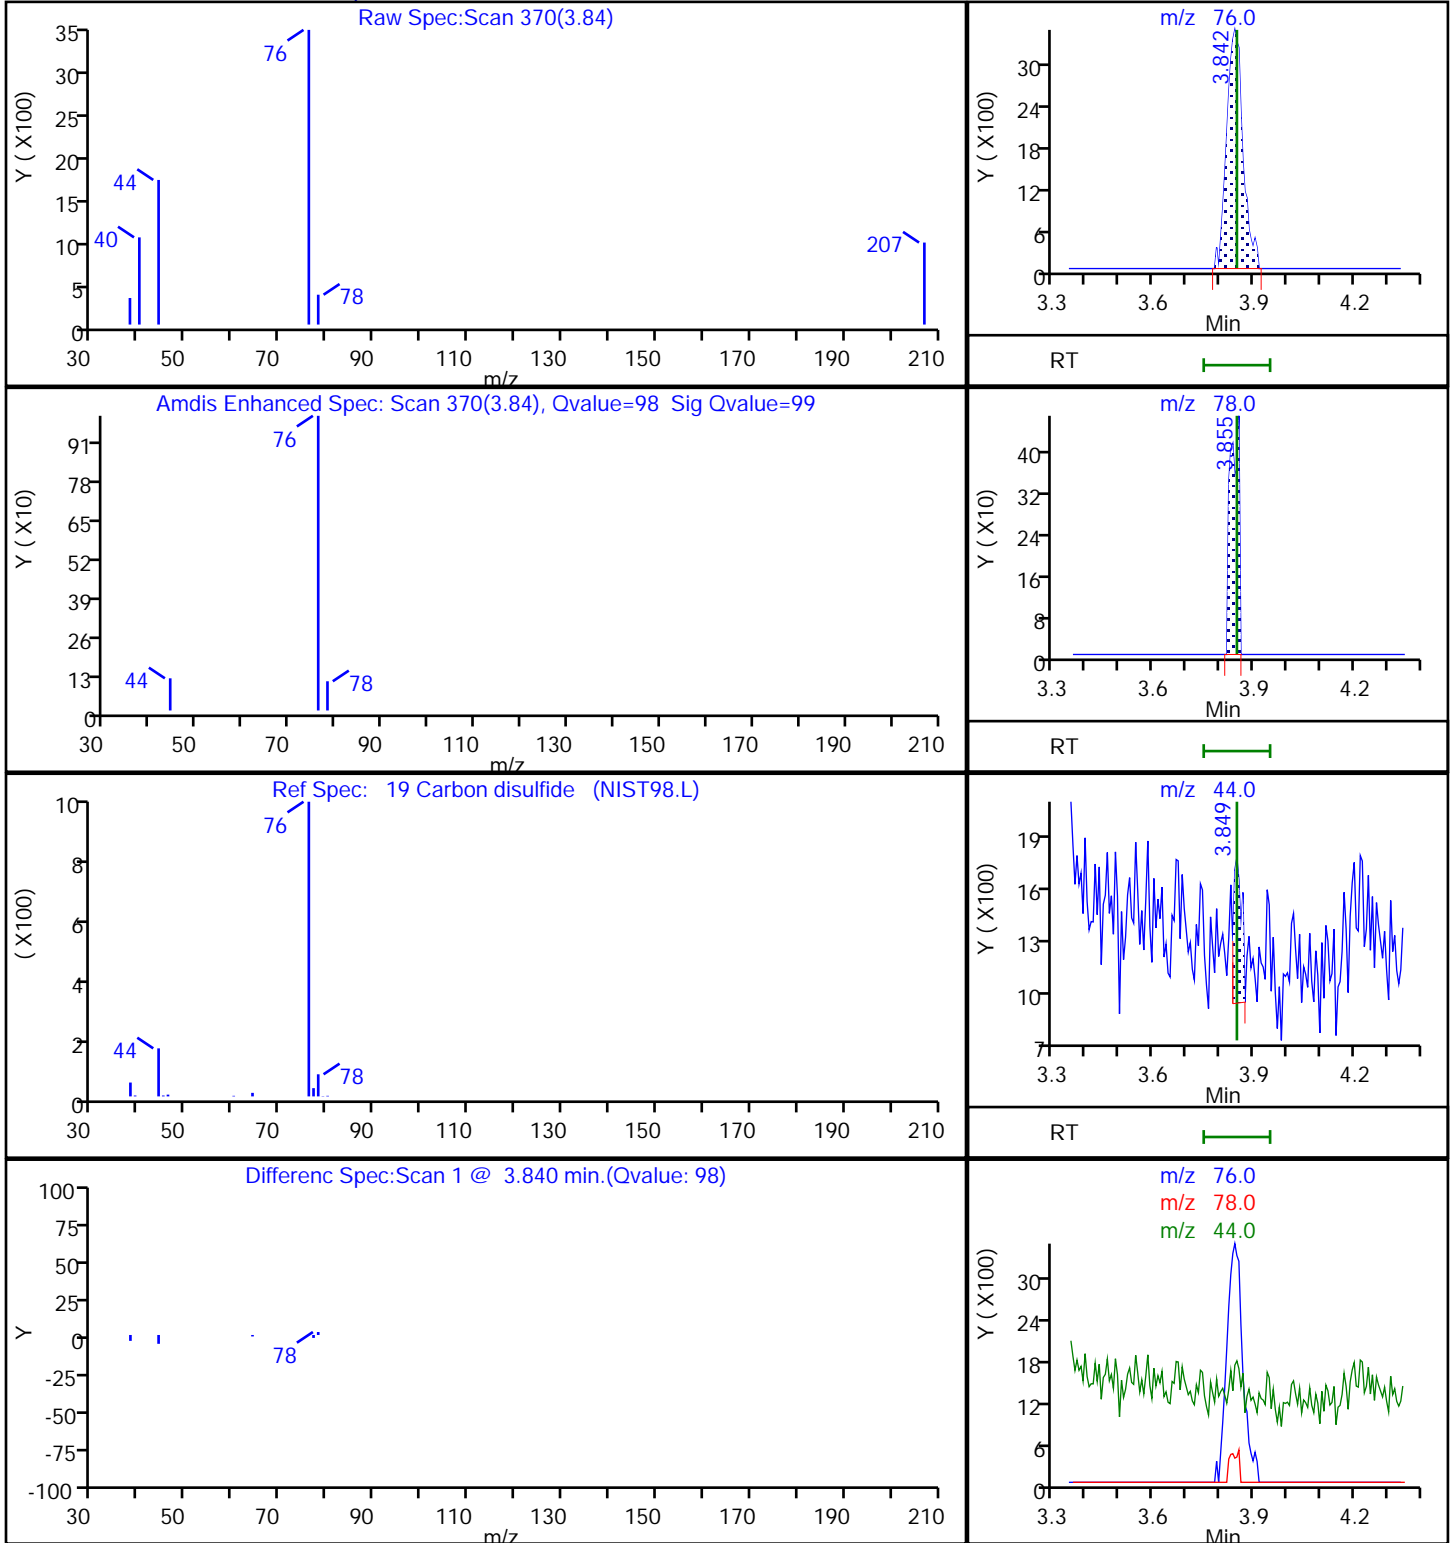 Raw Spec:Scan 370(3.84)
Y ( X100)
35
30
25
20
15
10
5
0
76
44
40
78
207
30 50 70 90 110 130 150 170 190 210
m/z
m/z 76.0
3.842
Y ( X100)
30
24
18
12
6
0
3.3 3.6 3.9 4.2
Min
RT
Amdis Enhanced Spec: Scan 370(3.84), Qvalue=98 Sig Qvalue=99
Y ( X10)
91
78
65
52
39
26
13
0
76
44
78
30 50 70 90 110 130 150 170 190 210
m/z
m/z 78.0
3.855
Y ( X10)
40
32
24
16
8
0
3.3 3.6 3.9 4.2
Min
RT
Ref Spec: 19 Carbon disulfide (NIST98.L)
( X100)
10
8
6
4
2
0
76
44
78
30 50 70 90 110 130 150 170 190 210
m/z 44.0
3.849
Y ( X100)
19
16
13
10
7
3.3 3.6 3.9 4.2
Min
RT
Differenc Spec:Scan 1 @ 3.840 min.(Qvalue: 98)
Y
100
75
50
25
0
-25
-50
-75
-100
78
30 50 70 90 110 130 150 170 190 210
m/z
m/z 76.0
m/z 78.0
m/z 44.0
Y ( X100)
30
24
18
12
6
0
3.3 3.6 3.9 4.2
Min